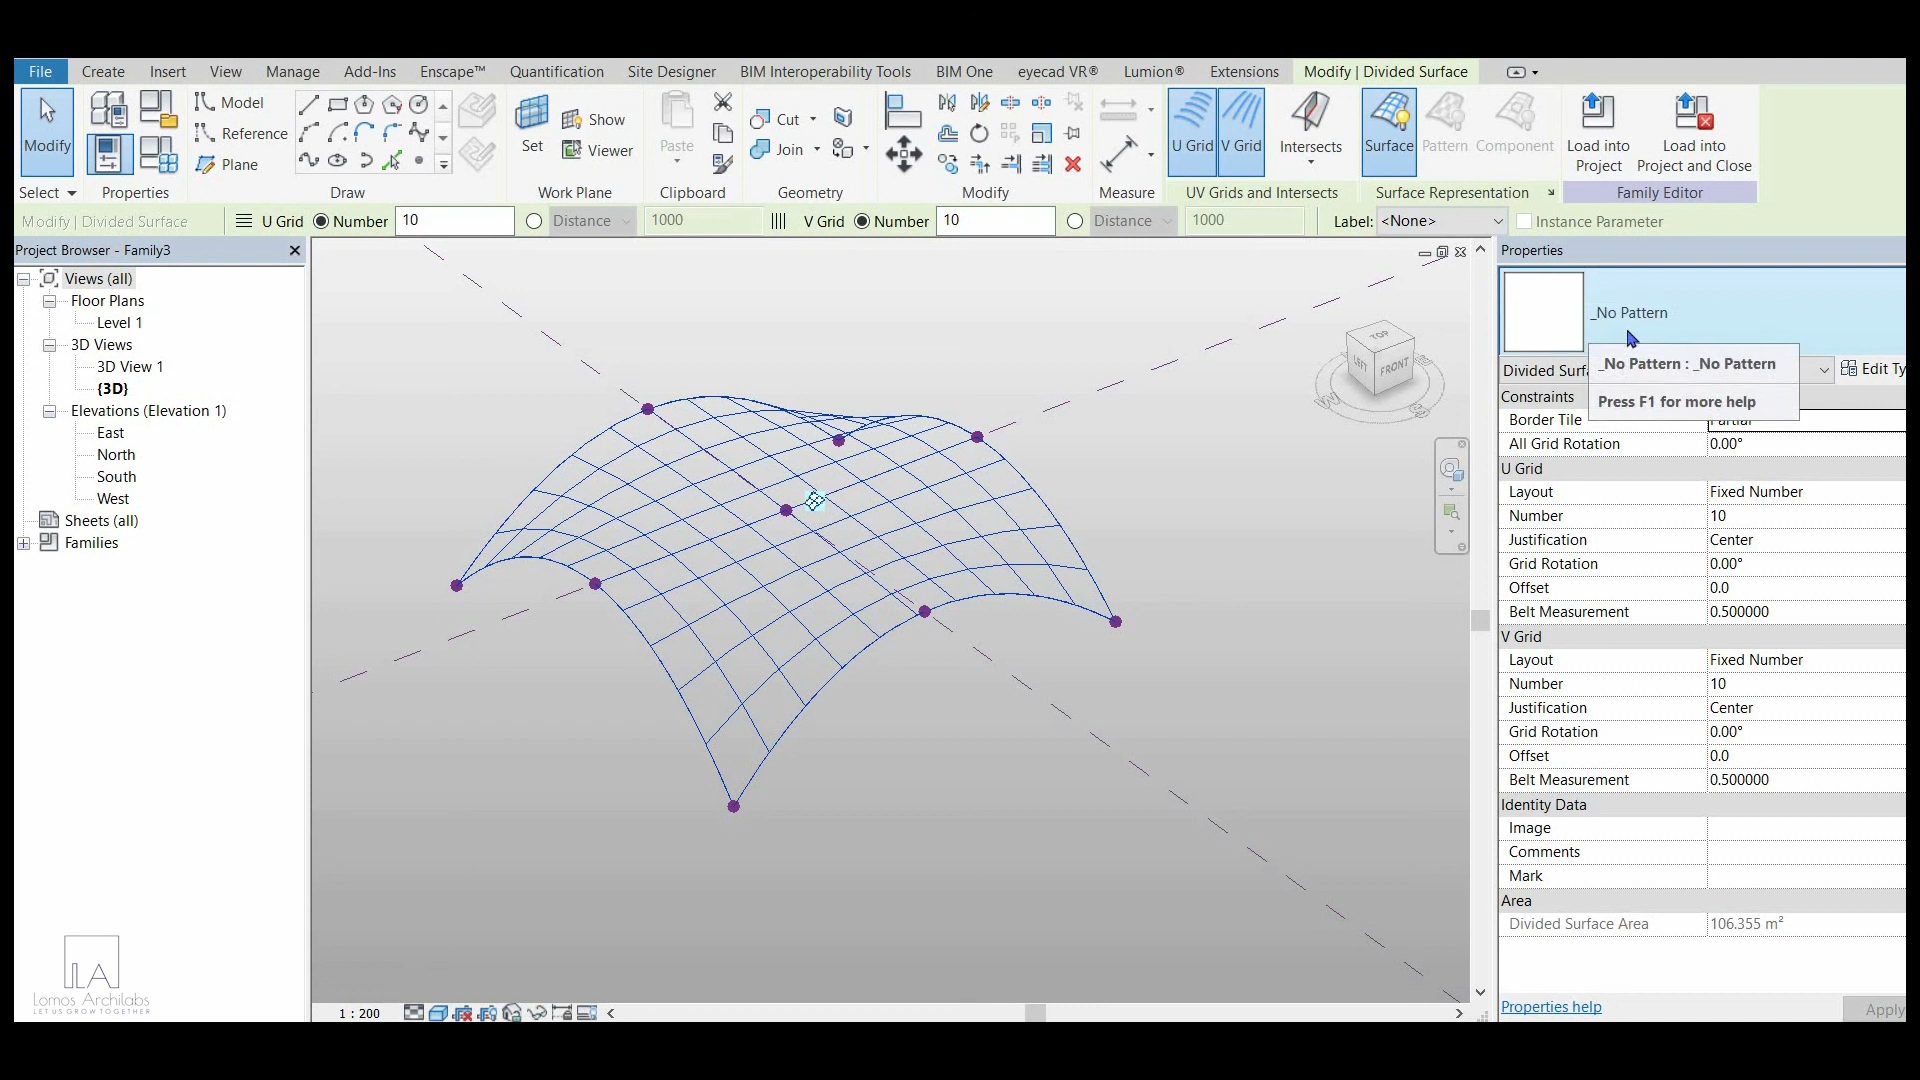 File Create Insert View Manage Add-Ins Enscape™ Quantification Site Designer BIM Interoperability Tools BIM One eyecad VR® Lumion® Extensions Modify | Divided Surface
Modify
Select
Properties
Model
Reference
Plane
Draw
Set
Show
Viewer
Work Plane
Paste
Clipboard
Cut
Join
Geometry
Modify
Measure
U Grid V Grid
Intersects
UV Grids and Intersects
Surface Pattern Component
Surface Representation
Load into
Project
Load into
Project and Close
Family Editor
Modify | Divided Surface U Grid Number 10 Distance 1000 V Grid Number 10 Distance 1000 Label: <None> Instance Parameter
Project Browser - Family3
Views (all)
Floor Plans
Level 1
3D Views
3D View 1
{3D}
Elevations (Elevation 1)
East
North
South
West
Sheets (all)
Families
LA
Lomos Archilabs
LET US GROW TOGETHER
TOP
LEFT
FRONT
W
S
1 : 200
Properties
_No Pattern
_No Pattern : _No Pattern
Press F1 for more help
Divided Surf
Edit Ty
Constraints
Border Tile Partial
All Grid Rotation 0.00°
U Grid
Layout Fixed Number
Number 10
Justification Center
Grid Rotation 0.00°
Offset 0.0
Belt Measurement 0.500000
V Grid
Layout Fixed Number
Number 10
Justification Center
Grid Rotation 0.00°
Offset 0.0
Belt Measurement 0.500000
Identity Data
Image
Comments
Mark
Area
Divided Surface Area 106.355 m²
Properties help
Apply